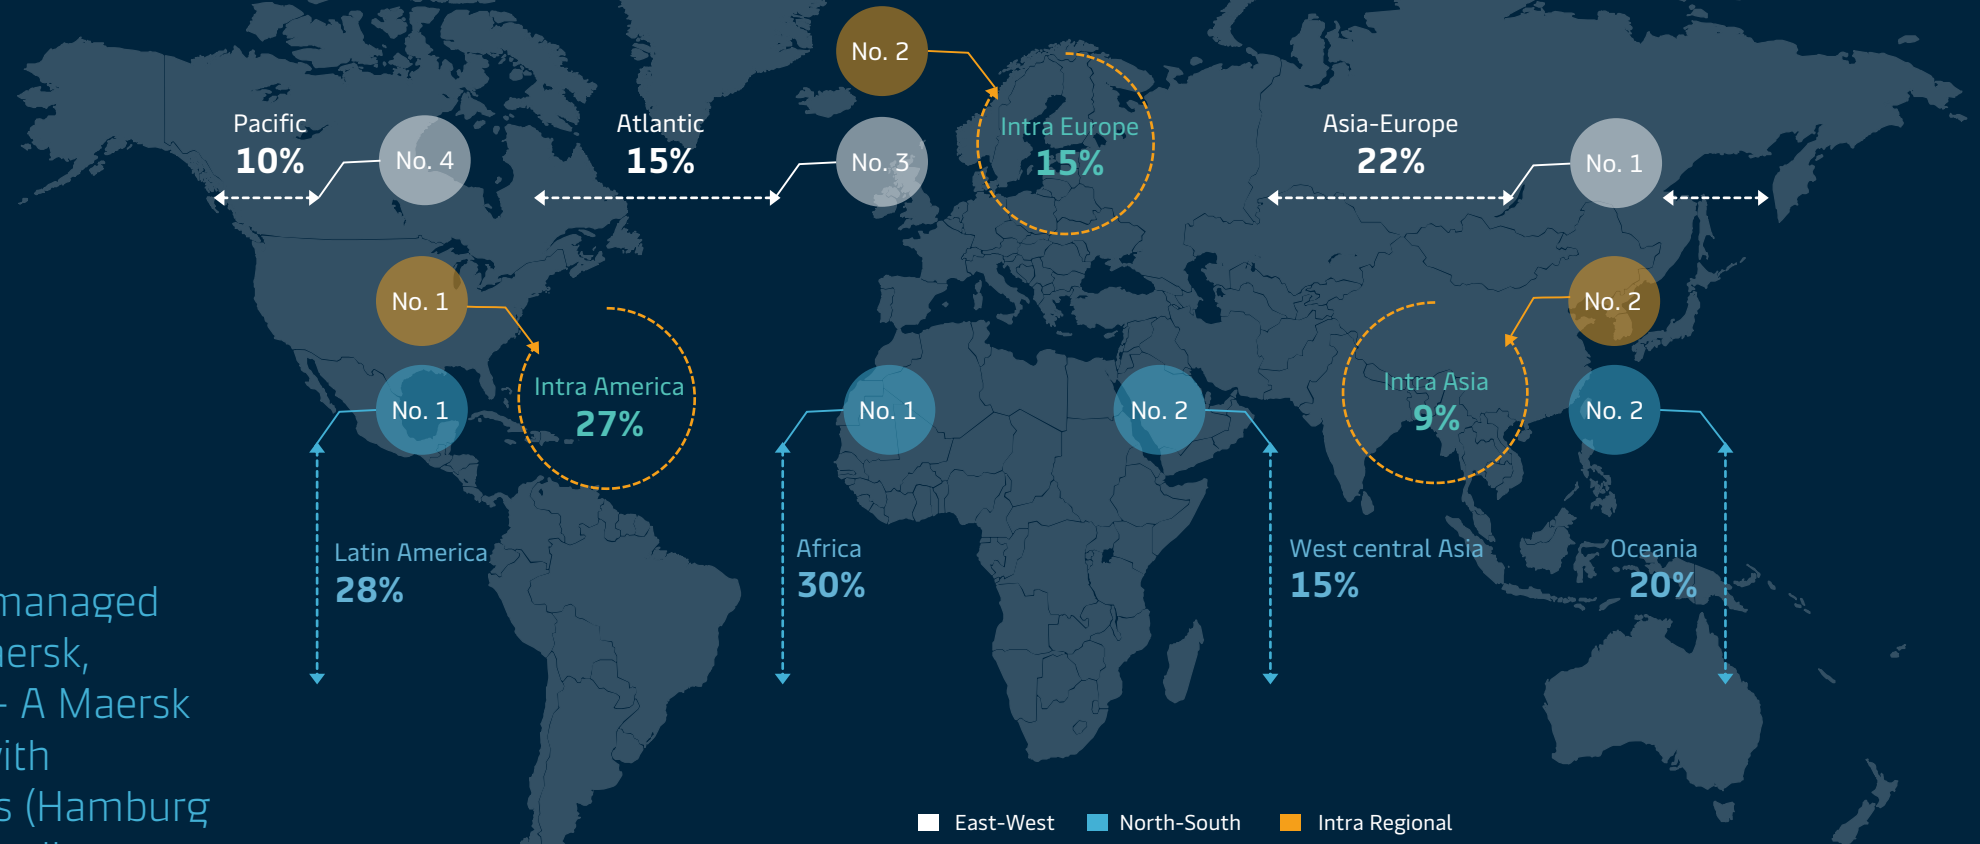 No. 2
Pacific
10%
No. 4
Atlantic
15%
No. 3
Intra Europe
15%
Asia-Europe
22%
No. 1
No. 1
Intra America
27%
No. 1
Latin America
28%
No. 1
Africa
30%
No. 2
West central Asia
15%
No. 2
Intra Asia
9%
No. 2
Oceania
20%
managed
- A Maersk
(Hamburg
East-West
North-South
Intra Regional